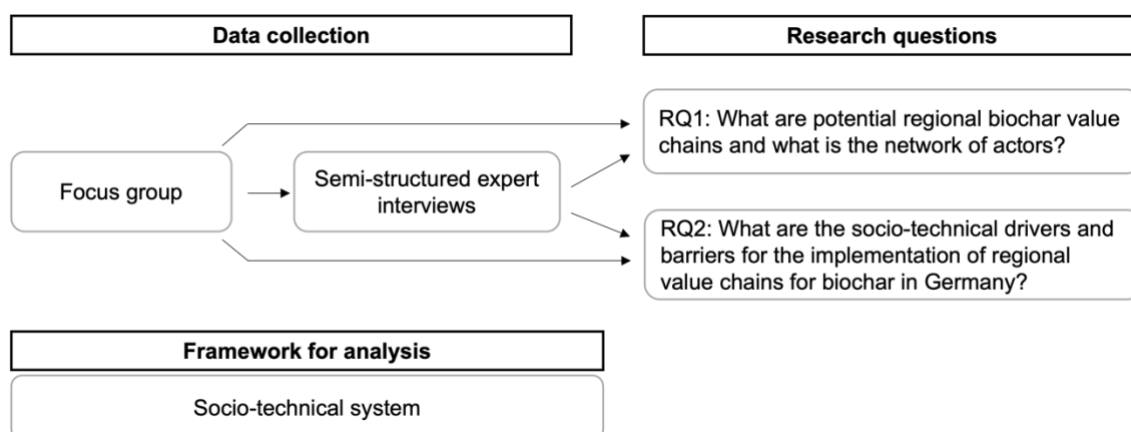 Data collection
Research questions
Focus group
Semi-structured expert
interviews
RQ1: What are potential regional biochar value
chains and what is the network of actors?
RQ2: What are the socio-technical drivers and
barriers for the implementation of regional
value chains for biochar in Germany?
Framework for analysis
Socio-technical system